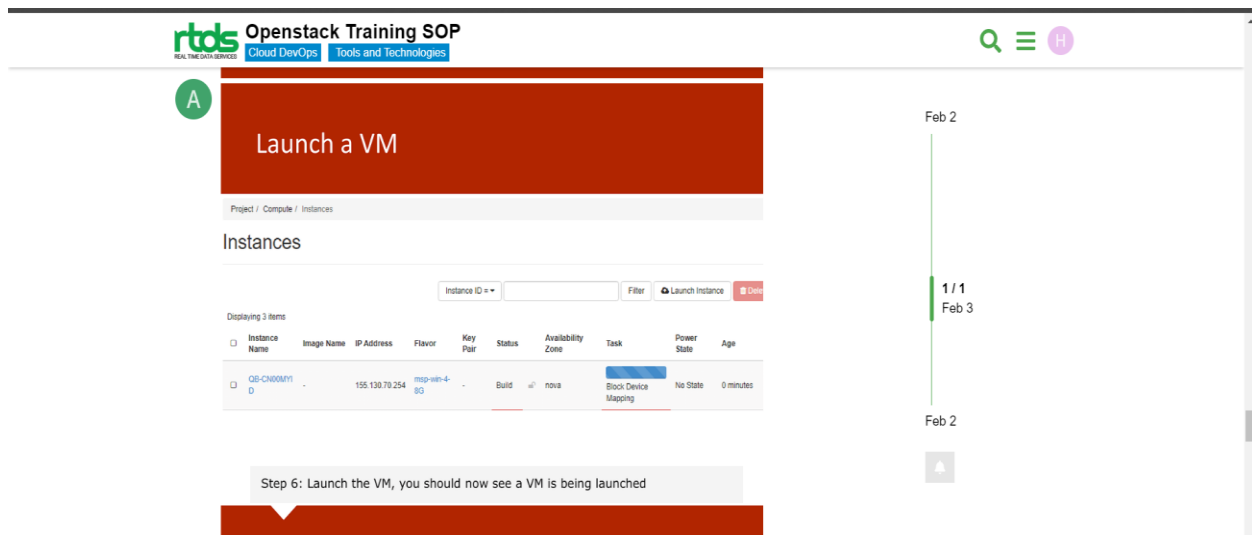 rtds
REAL TIME DATA SERVICES
Openstack Training SOP
Cloud DevOps Tools and Technologies
H
A
Launch a VM
Project / Compute / Instances
Instances
Instance ID = Filter Launch Instance Dele
Displaying 3 items
Instance Name Image Name IP Address Flavor Key Pair Status Availability Zone Task Power State Age
QB-CN00MYI
D
-
155.130.70.254
msp-win-4-
8G
-
Build
nova
Block Device
Mapping
No State
0 minutes
Step 6: Launch the VM, you should now see a VM is being launched
Feb 2
1 / 1
Feb 3
Feb 2